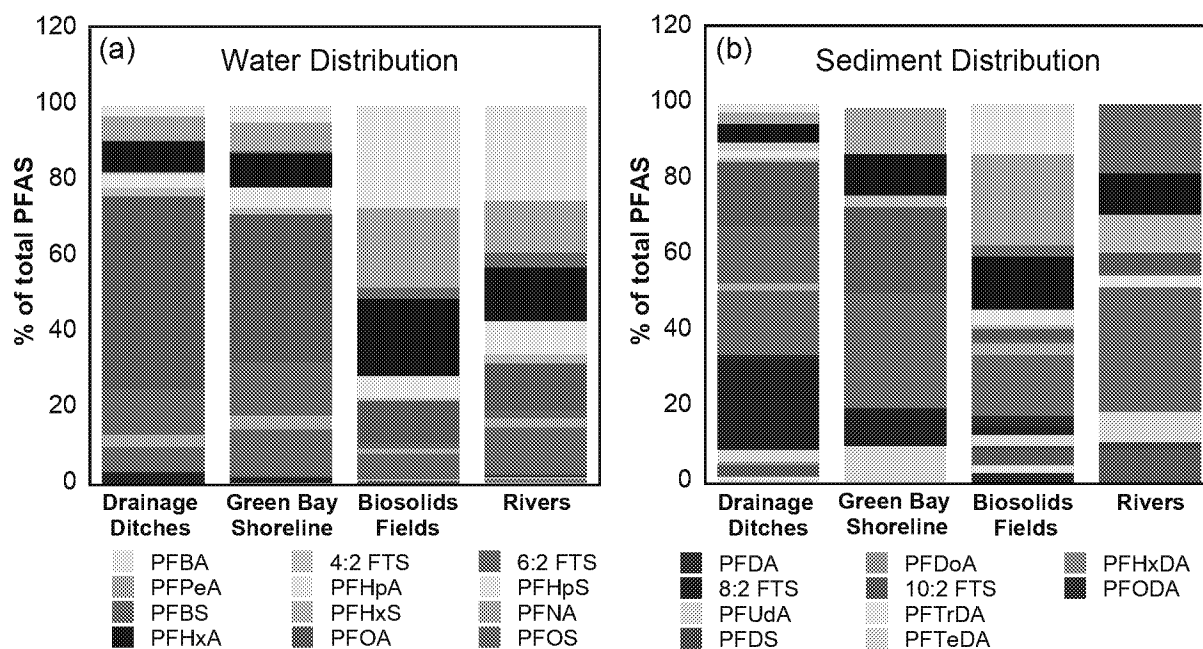 (a) Water Distribution
% of total PFAS
120
100
80
60
40
20
0
Drainage Ditches
Green Bay Shoreline
Biosolids Fields
Rivers
(b) Sediment Distribution
% of total PFAS
120
100
80
60
40
20
0
Drainage Ditches
Green Bay Shoreline
Biosolids Fields
Rivers
PFBA
PFPeA
PFBS
PFHxA
4:2 FTS
PFHpA
PFHxS
PFOA
6:2 FTS
PFHpS
PFNA
PFOS
PFDA
8:2 FTS
PFUdA
PFDS
PFDoA
10:2 FTS
PFTrDA
PFTeDA
PFHxDA
PFODA